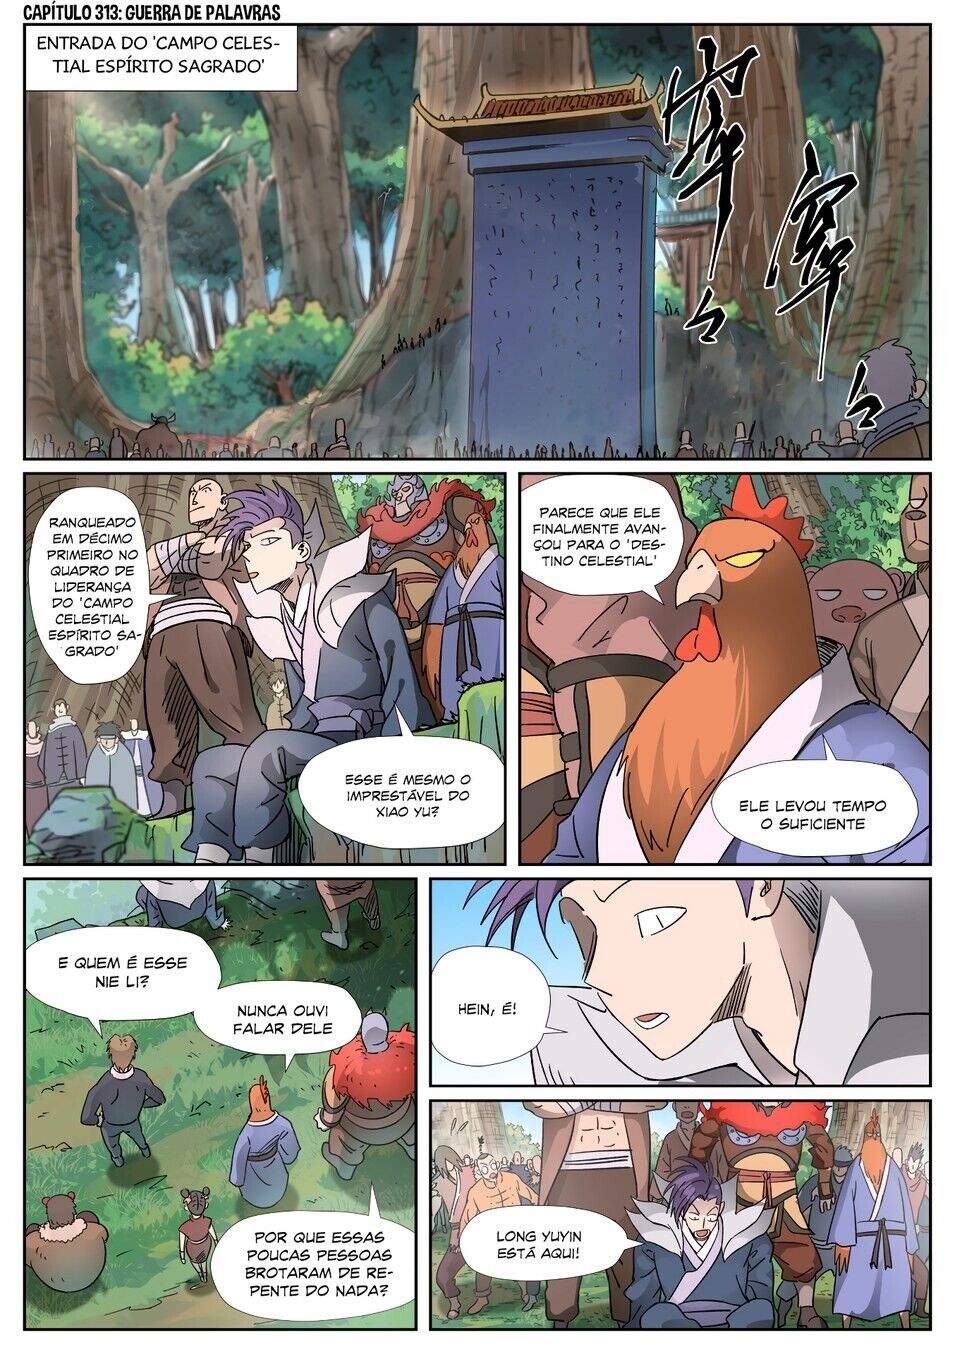 CAPÍTULO 313: GUERRA DE PALAVRAS
ENTRADA DO 'CAMPO CELES-
TIAL ESPÍRITO SAGRADO'
RANQUEADO
EM DÉCIMO
PRIMEIRO NO
QUADRO DE
LIDERANÇA
DO 'CAMPO
CELESTIAL
ESPÍRITO SA-
GRADO'
ESSE É MESMO O
IMPRESTÁVEL DO
XIAO YU?
PARECE QUE ELE
FINALMENTE AVAN-
ÇOU PARA O 'DES-
TINO CELESTIAL'
ELE LEVOU TEMPO
O SUFICIENTE
E QUEM É ESSE
NIE LI?
NUNCA OUVI
FALAR DELE
POR QUE ESSAS
POUCAS PESSOAS
BROTARAM DE RE-
PENTE DO NADA?
HEIN, É!
LONG YUYIN
ESTÁ AQUI!